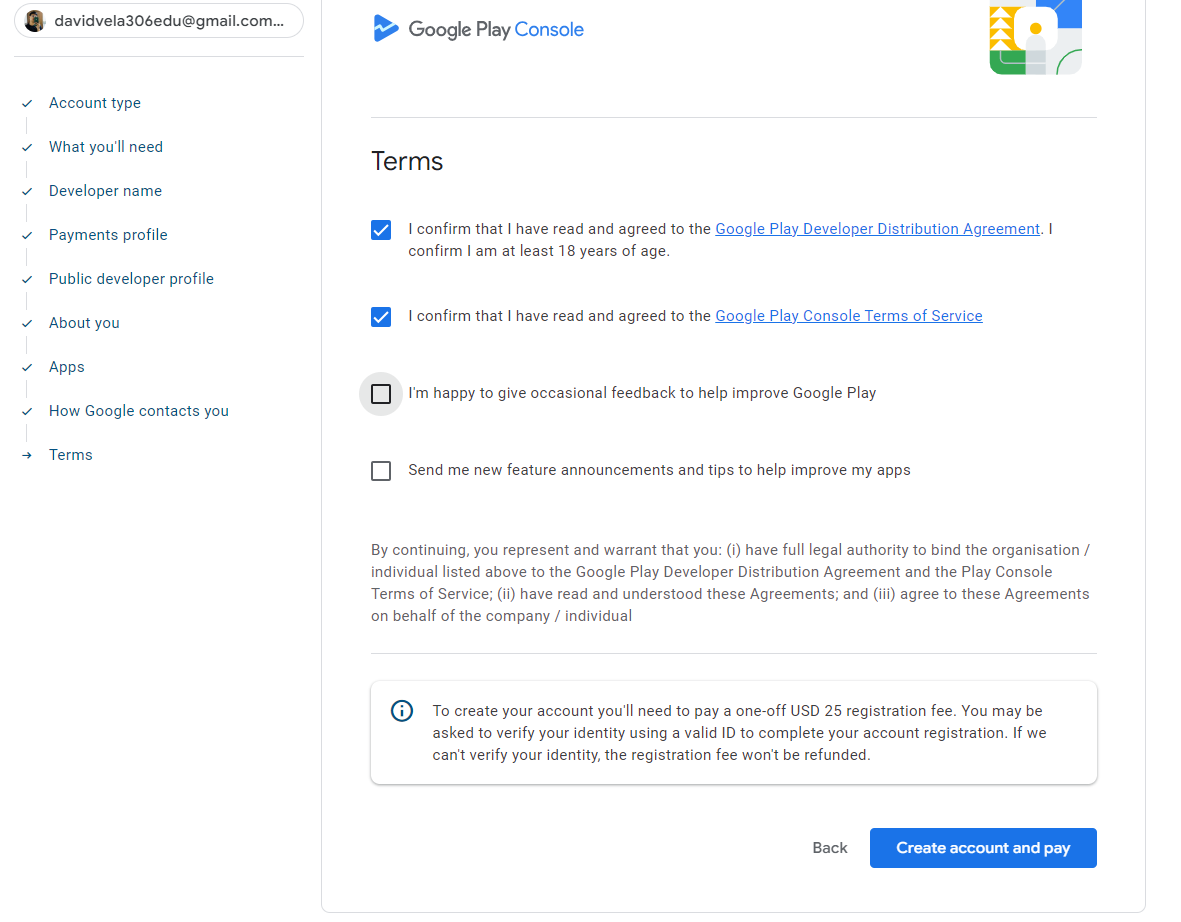 davidvela306edu@gmail.com...
Account type
What you'll need
Developer name
Payments profile
Public developer profile
About you
Apps
How Google contacts you
Terms
Google Play Console
Terms
I confirm that I have read and agreed to the Google Play Developer Distribution Agreement. I
confirm I am at least 18 years of age.
I confirm that I have read and agreed to the Google Play Console Terms of Service
I'm happy to give occasional feedback to help improve Google Play
Send me new feature announcements and tips to help improve my apps
By continuing, you represent and warrant that you: (i) have full legal authority to bind the organisation /
individual listed above to the Google Play Developer Distribution Agreement and the Play Console
Terms of Service; (ii) have read and understood these Agreements; and (iii) agree to these Agreements
on behalf of the company / individual
To create your account you'll need to pay a one-off USD 25 registration fee. You may be
asked to verify your identity using a valid ID to complete your account registration. If we
can't verify your identity, the registration fee won't be refunded.
Back
Create account and pay